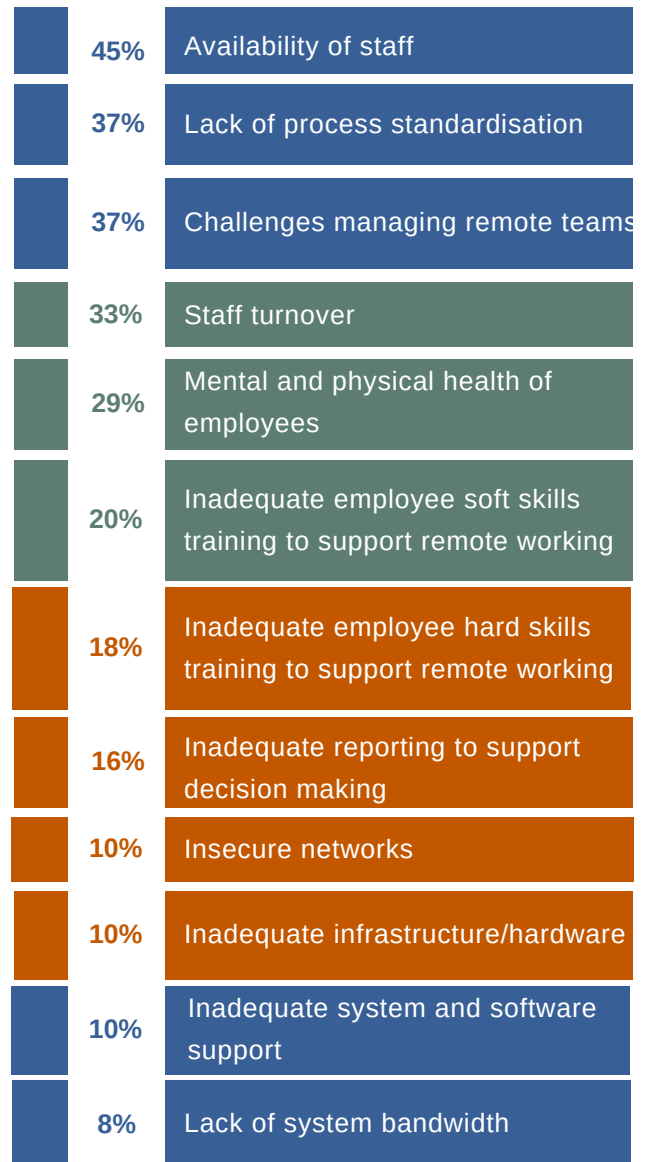 45% Availability of staff
37% Lack of process standardisation
37% Challenges managing remote teams
33% Staff turnover
29% Mental and physical health of
employees
20% Inadequate employee soft skills
training to support remote working
18% Inadequate employee hard skills
training to support remote working
16% Inadequate reporting to support
decision making
10% Insecure networks
10% Inadequate infrastructure/hardware
10% Inadequate system and software
support
8% Lack of system bandwidth